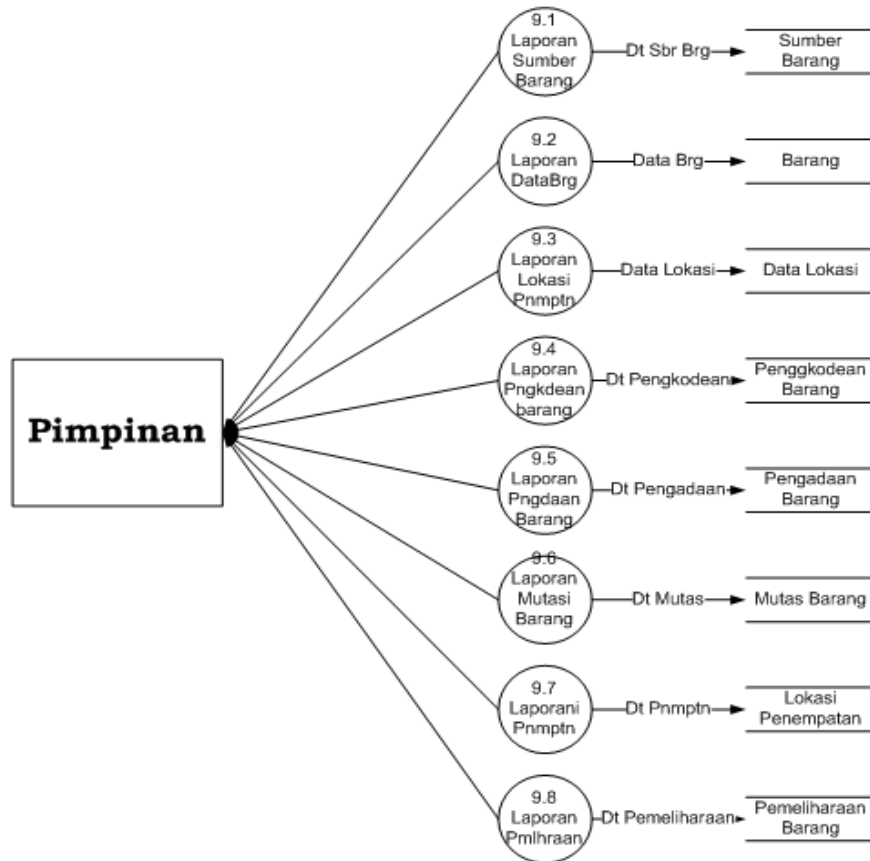 9.1
Laporan
Sumber
Barang
Dt Sbr Brg
Sumber
Barang
9.2
Laporan
DataBrg
Data Brg
Barang
9.3
Laporan
Lokasi
Pnmptn
Data Lokasi
Data Lokasi
9.4
Laporan
Pngkdean
barang
Dt Pengkodean
Penggkodean
Barang
Pimpinan
9.5
Laporan
Pngdaan
Barang
Dt Pengadaan
Pengadaan
Barang
9.6
Laporan
Mutasi
Barang
Dt Mutas
Mutas Barang
9.7
Laporani
Pnmptn
Dt Pnmptn
Lokasi
Penempatan
9.8
Laporan
Pmlhraan
Dt Pemeliharaan
Pemeliharaan
Barang